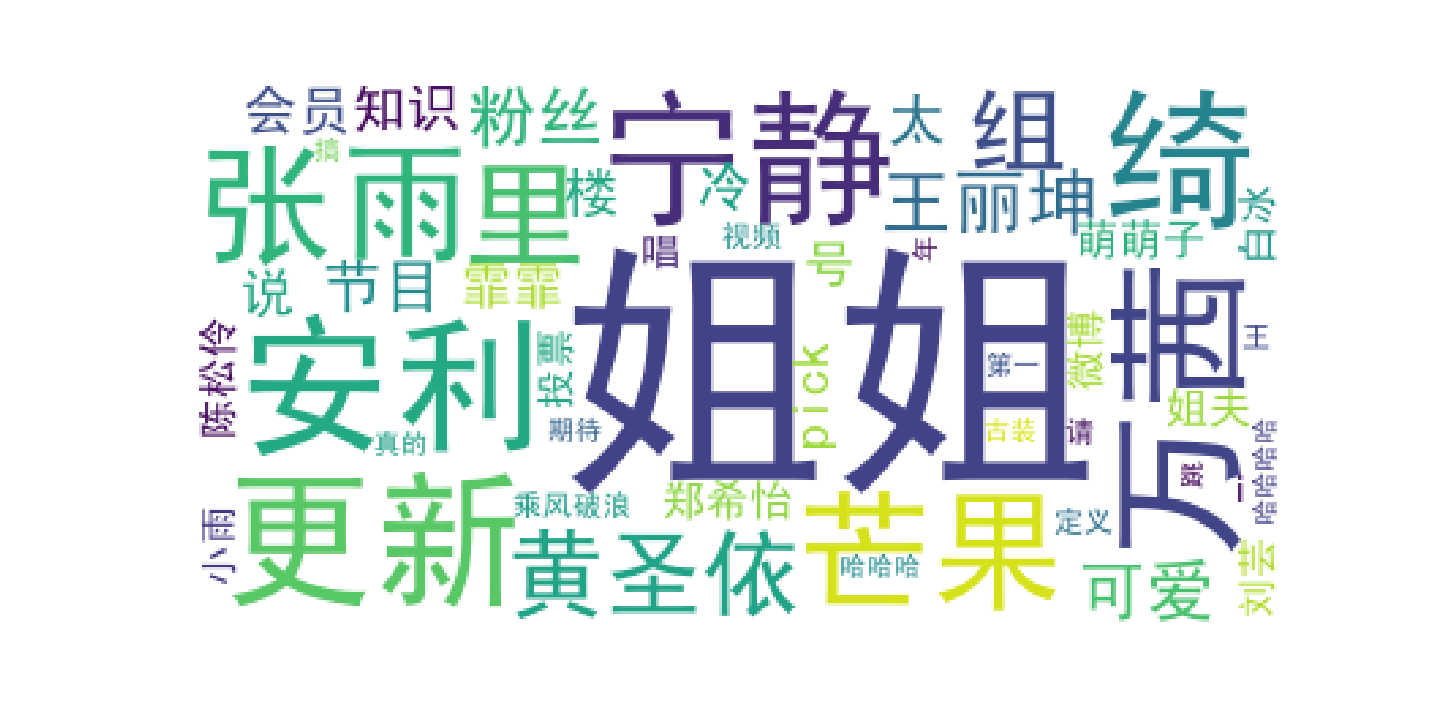 会员
知识
粉丝
宁静
太
组
绮
搞
张雨
里
楼
冷
王丽坤
白冰
唱
视频
号
年
萌萌子
说
节目
霏霏
姐姐
万茜
陈松伶
安利
投票
pick
第一
微博
王
姐夫
真的
期待
古装
请
哈哈哈哈哈
跳
一
小雨
更新
乘风破浪
郑希怡
芒果
定义
黄圣依
哈哈哈
可爱
刘芸